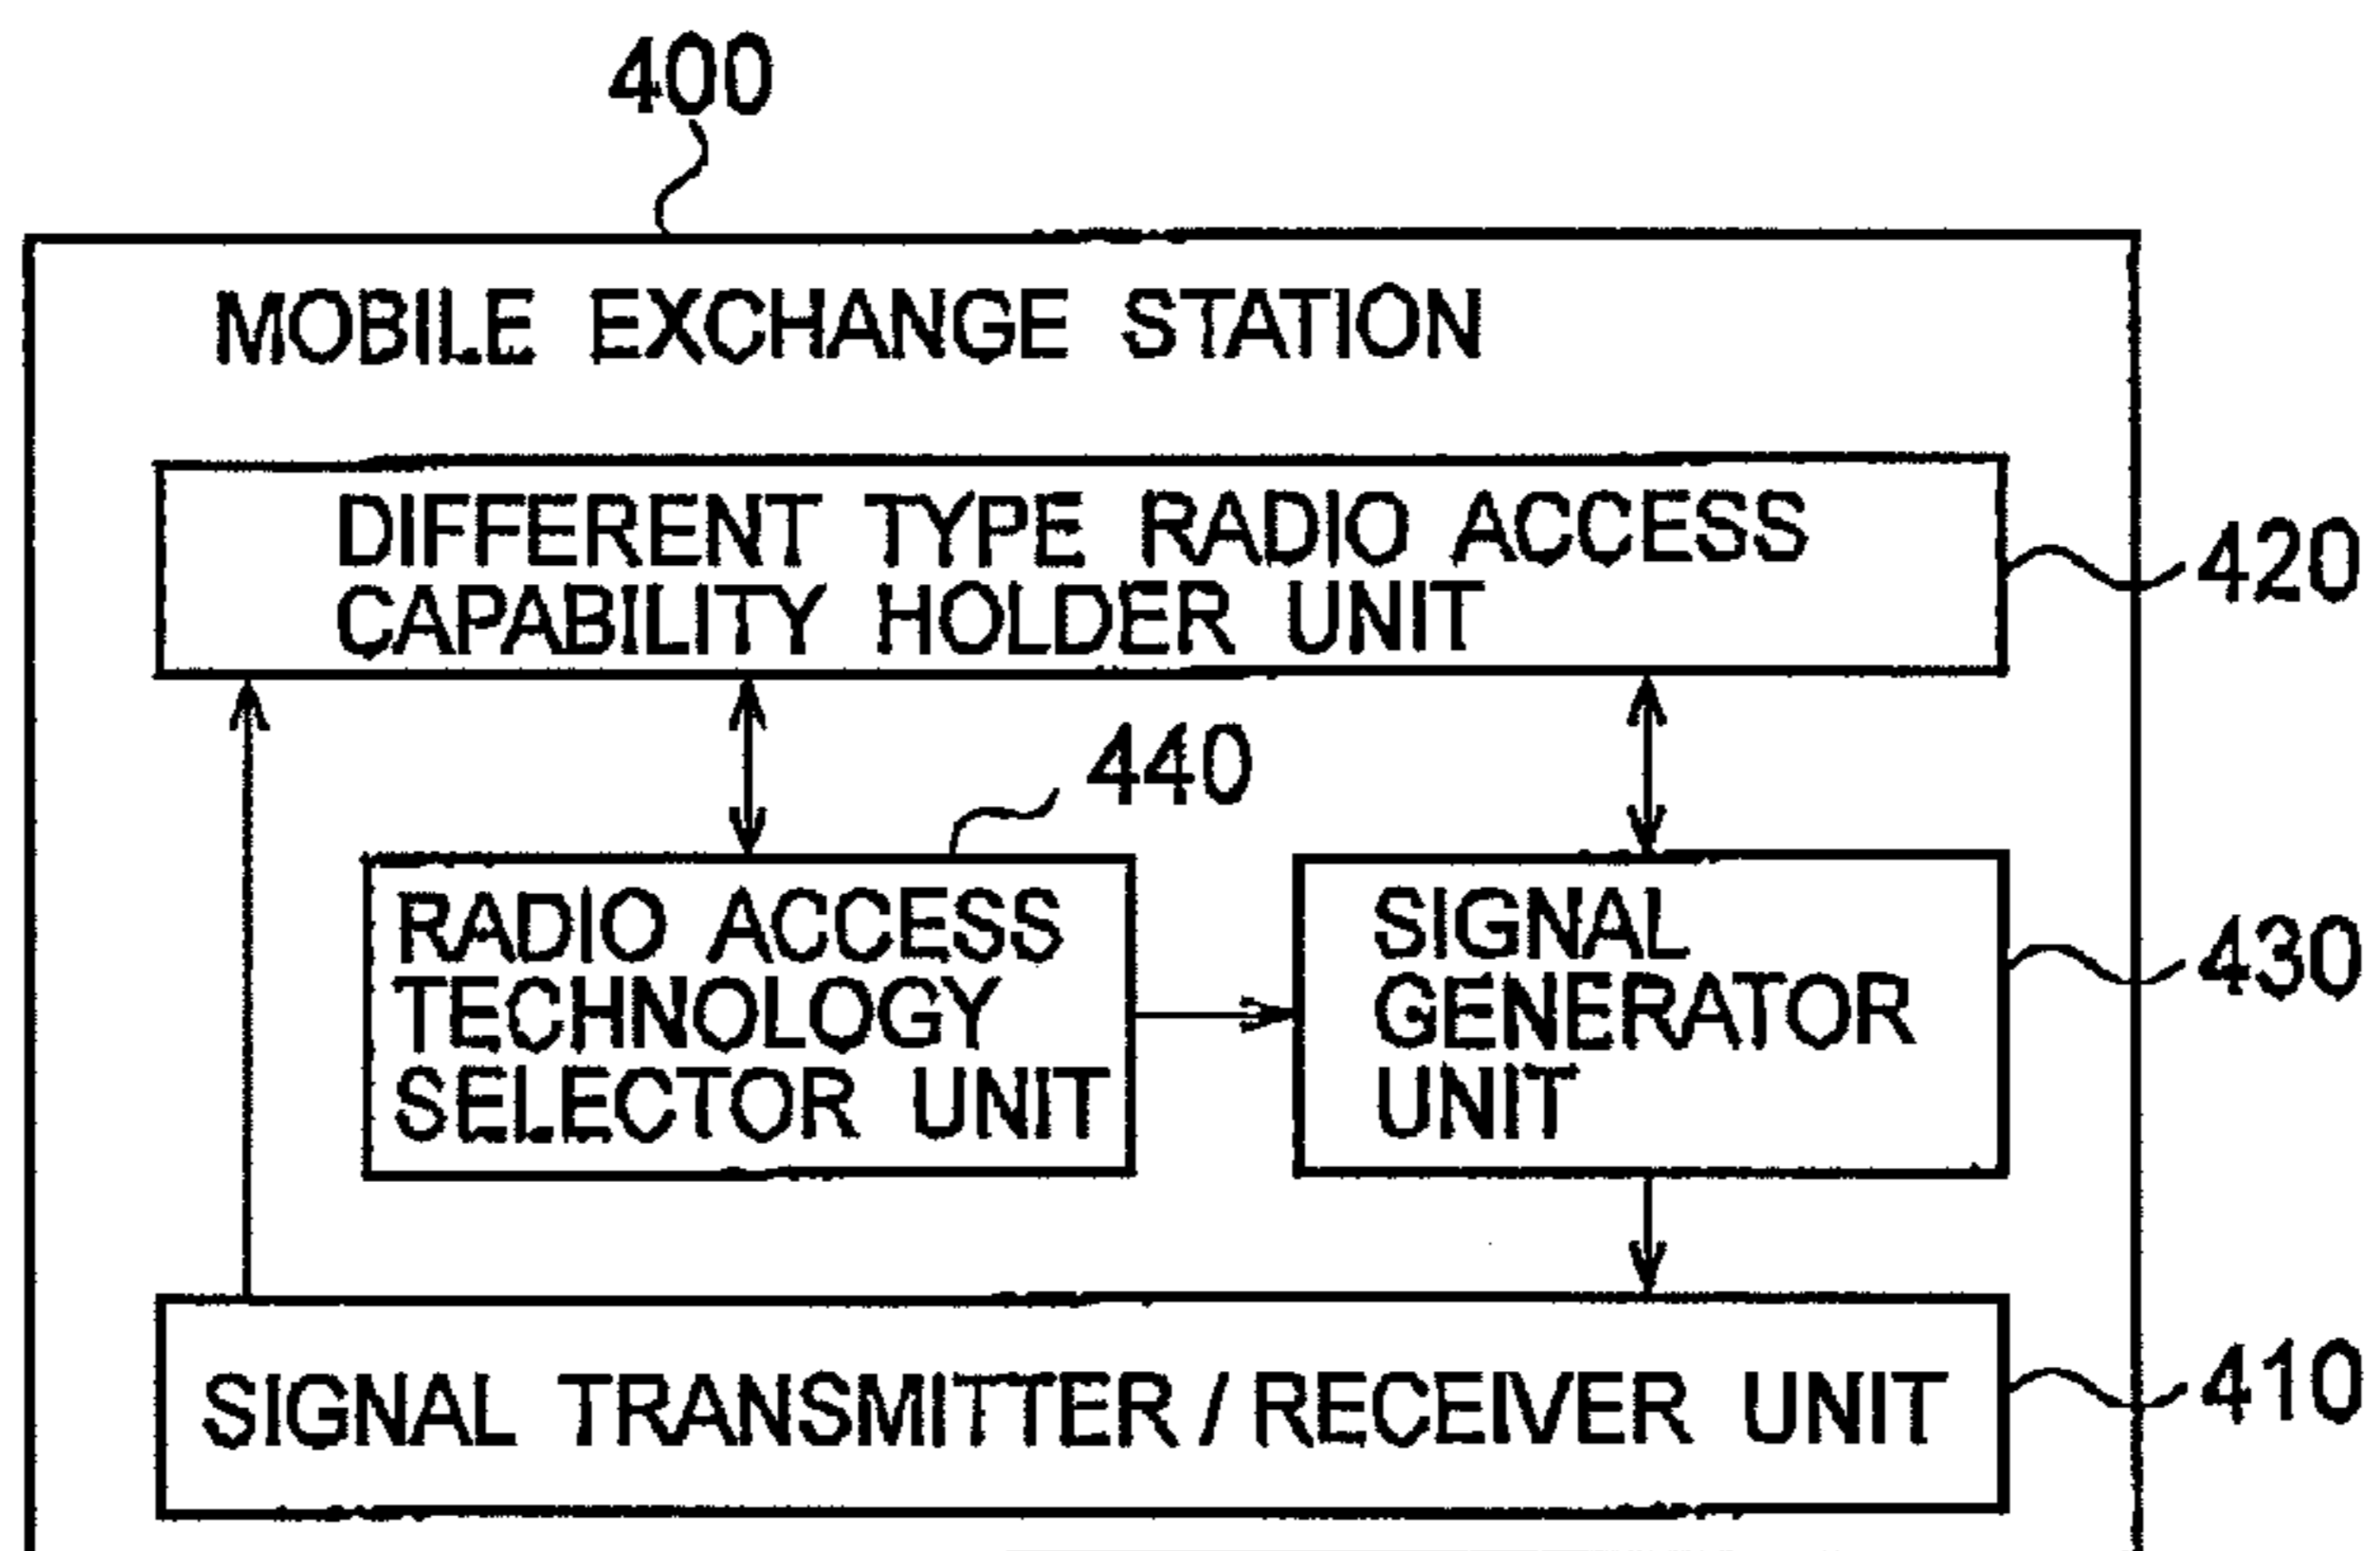 400
MOBILE EXCHANGE STATION
DIFFERENT TYPE RADIO ACCESS
CAPABILITY HOLDER UNIT
420
440
RADIO ACCESS
TECHNOLOGY
SELECTOR UNIT
SIGNAL
GENERATOR
UNIT
430
SIGNAL TRANSMITTER/RECEIVER UNIT
410